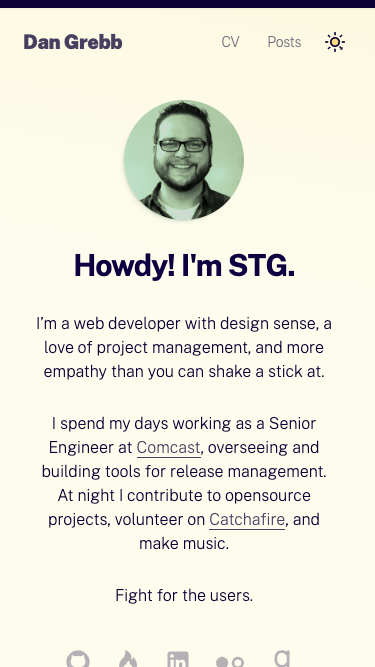 Dan Grebb
CV
Posts
Howdy! I'm STG.
I’m a web developer with design sense, a
love of project management, and more
empathy than you can shake a stick at.
I spend my days working as a Senior
Engineer at Comcast, overseeing and
building tools for release management.
At night I contribute to opensource
projects, volunteer on Catchafire, and
make music.
Fight for the users.